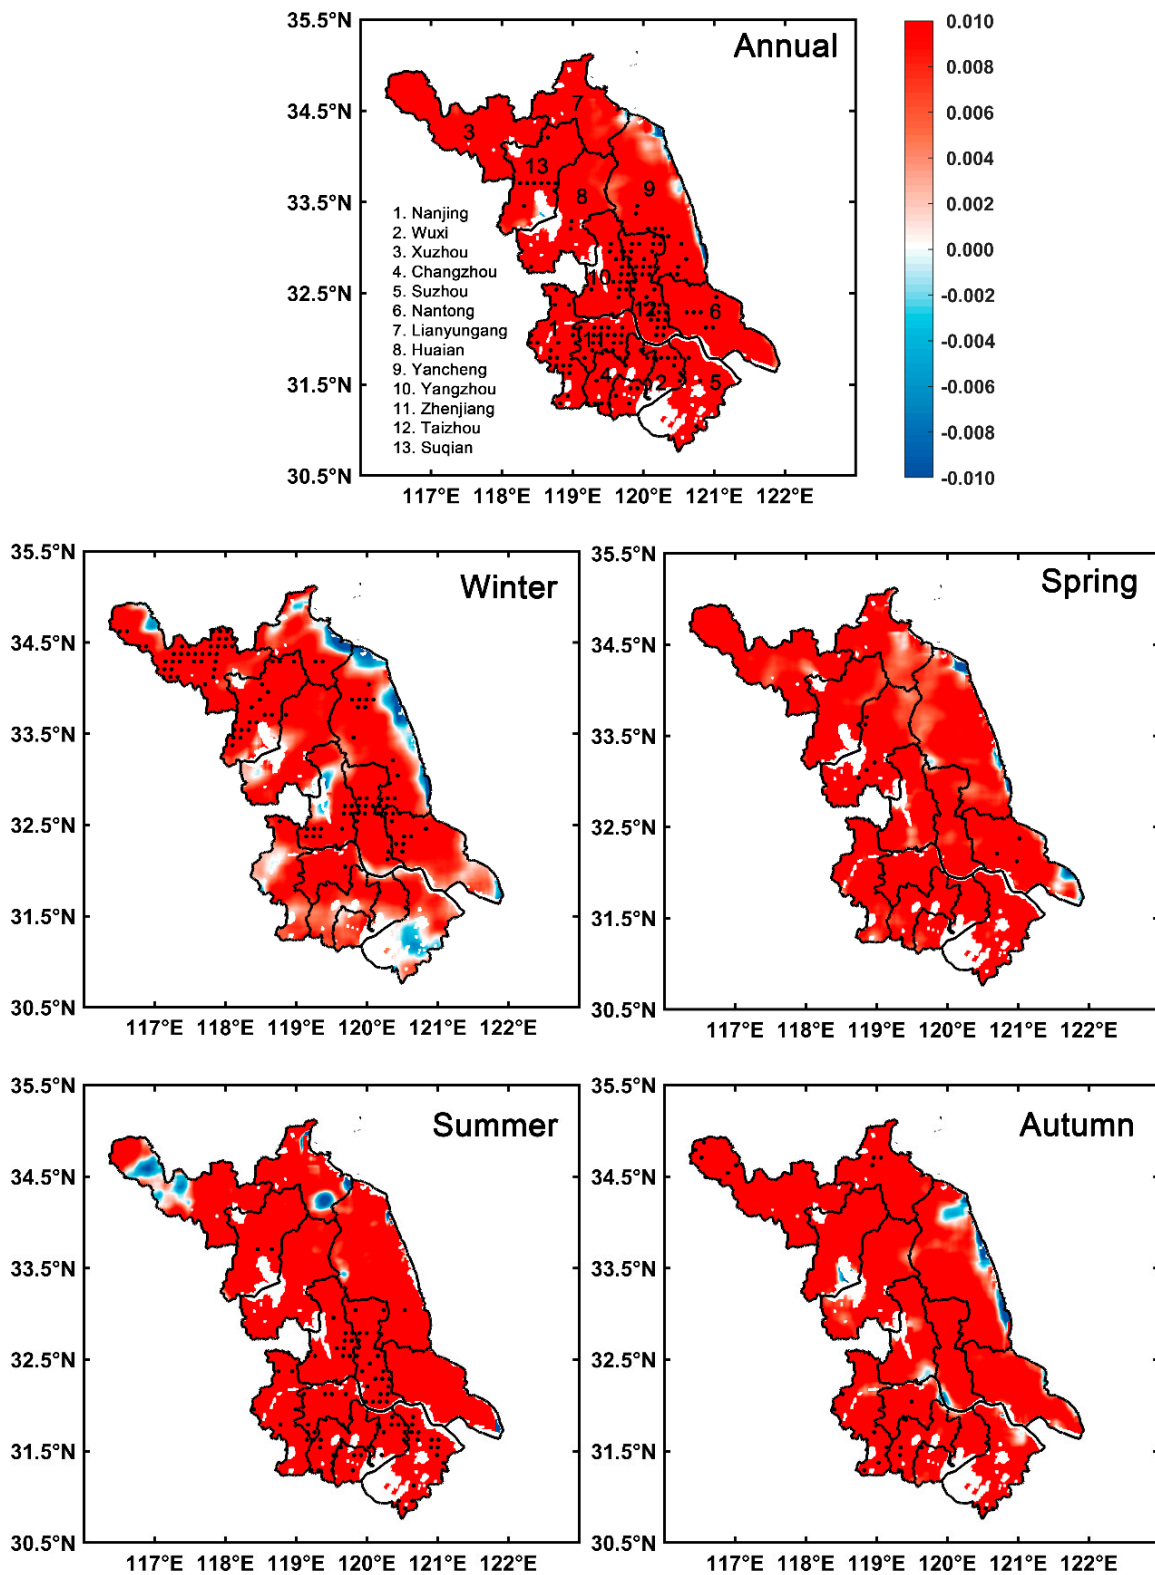 Annual
35.5°N
34.5°N
33.5°N
32.5°N
31.5°N
30.5°N
117°E 118°E 119°E 120°E 121°E 122°E
7
3
13
8
9
10
12
6
1
11
4
2
5
1. Nanjing
2. Wuxi
3. Xuzhou
4. Changzhou
5. Suzhou
6. Nantong
7. Lianyungang
8. Huaian
9. Yancheng
10. Yangzhou
11. Zhenjiang
12. Taizhou
13. Suqian
0.010
0.008
0.006
0.004
0.002
0.000
-0.002
-0.004
-0.006
-0.008
-0.010
Winter
35.5°N
34.5°N
33.5°N
32.5°N
31.5°N
30.5°N
117°E 118°E 119°E 120°E 121°E 122°E
Spring
35.5°N
34.5°N
33.5°N
32.5°N
31.5°N
30.5°N
117°E 118°E 119°E 120°E 121°E 122°E
Summer
35.5°N
34.5°N
33.5°N
32.5°N
31.5°N
30.5°N
117°E 118°E 119°E 120°E 121°E 122°E
Autumn
35.5°N
34.5°N
33.5°N
32.5°N
31.5°N
30.5°N
117°E 118°E 119°E 120°E 121°E 122°E